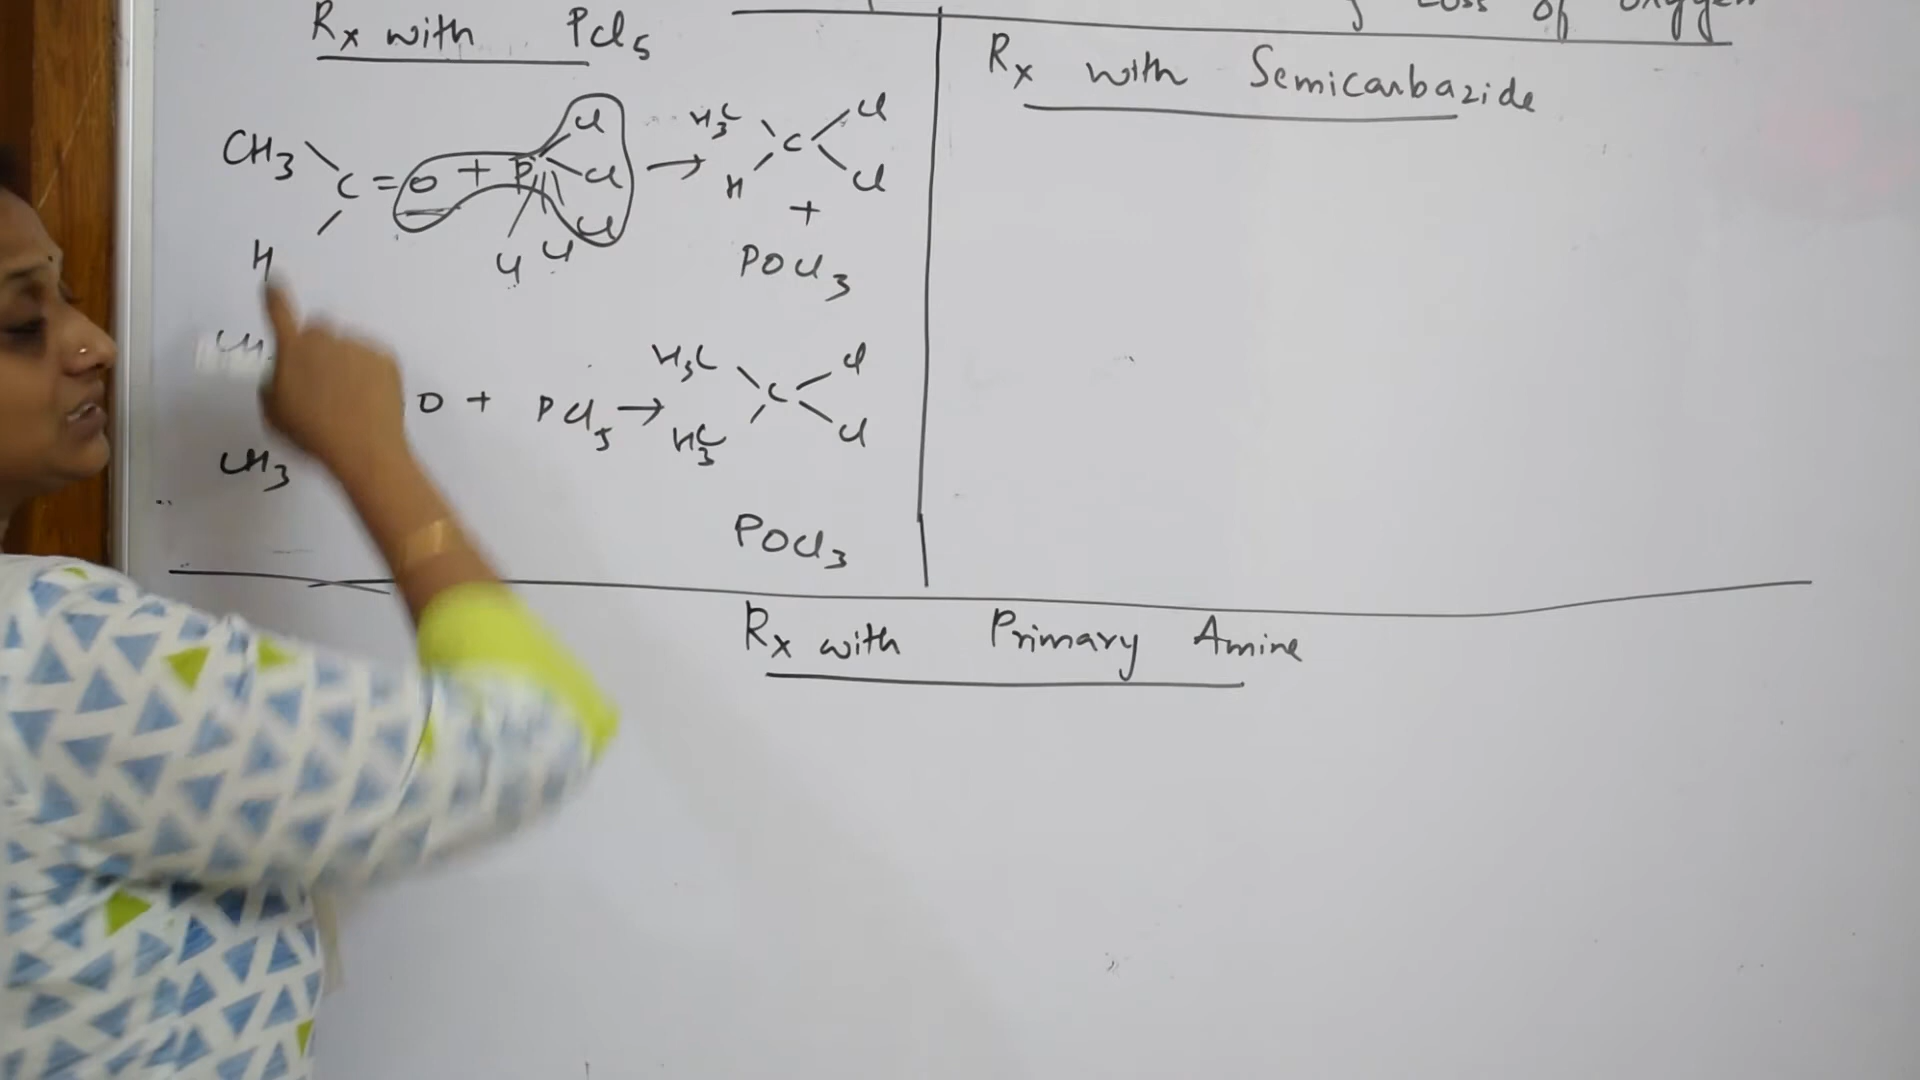 Loss of oxygen
Rx with PCl5
CH3
C = O + P
Cl
Cl
Cl
Cl
Cl
H
→
H3C
H
C
Cl
Cl
+
POCl3
CH3
O + PCl5 →
H3C
H3C
C
Cl
Cl
POCl3
Rx with Semicarbazide
Rx with Primary Amine